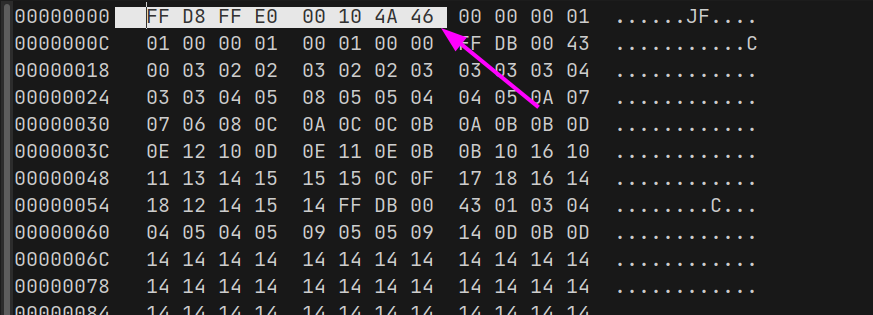 00000000 FF D8 FF E0 00 10 4A 46 00 00 00 01 ......JF....
0000000C 01 00 00 01 00 01 00 00 FF DB 00 43 ...........C
00000018 00 03 02 02 03 02 02 03 03 03 03 04 ............
00000024 03 03 04 05 08 05 05 04 04 05 0A 07 ............
00000030 07 06 08 0C 0A 0C 0C 0B 0A 0B 0B 0D ............
0000003C 0E 12 10 0D 0E 11 0E 0B 0B 10 16 10 ............
00000048 11 13 14 15 15 15 0C 0F 17 18 16 14 ............
00000054 18 12 14 15 14 FF DB 00 43 01 03 04 ........C...
00000060 04 05 04 05 09 05 05 09 14 0D 0B 0D ............
0000006C 14 14 14 14 14 14 14 14 14 14 14 14 ............
00000078 14 14 14 14 14 14 14 14 14 14 14 14 ............
00000084 14 14 14 14 14 14 14 14 14 14 14 14